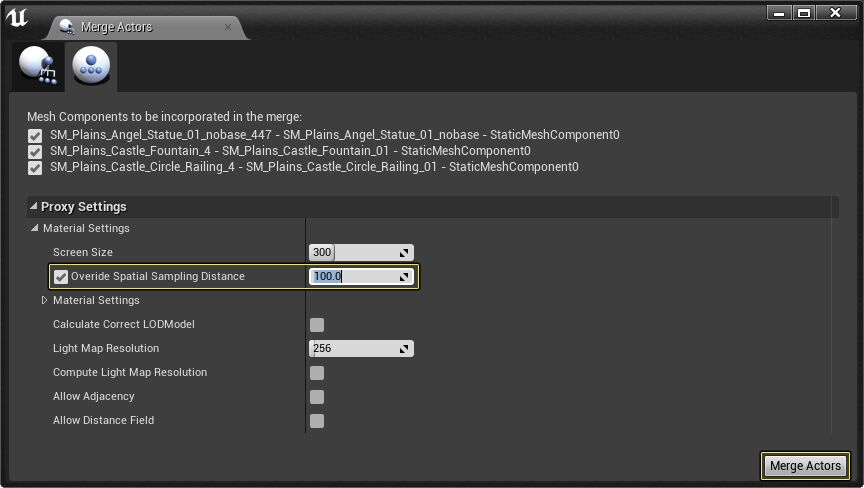 Merge Actors
Mesh Components to be incorporated in the merge:
SM_Plains_Angel_Statue_01_nobase_447 - SM_Plains_Angel_Statue_01_nobase - StaticMeshComponent0
SM_Plains_Castle_Fountain_4 - SM_Plains_Castle_Fountain_01 - StaticMeshComponent0
SM_Plains_Castle_Circle_Railing_4 - SM_Plains_Castle_Circle_Railing_01 - StaticMeshComponent0
Proxy Settings
Material Settings
Screen Size 300
Overide Spatial Sampling Distance 100.0
Material Settings
Calculate Correct LODModel
Light Map Resolution 256
Compute Light Map Resolution
Allow Adjacency
Allow Distance Field
Merge Actors